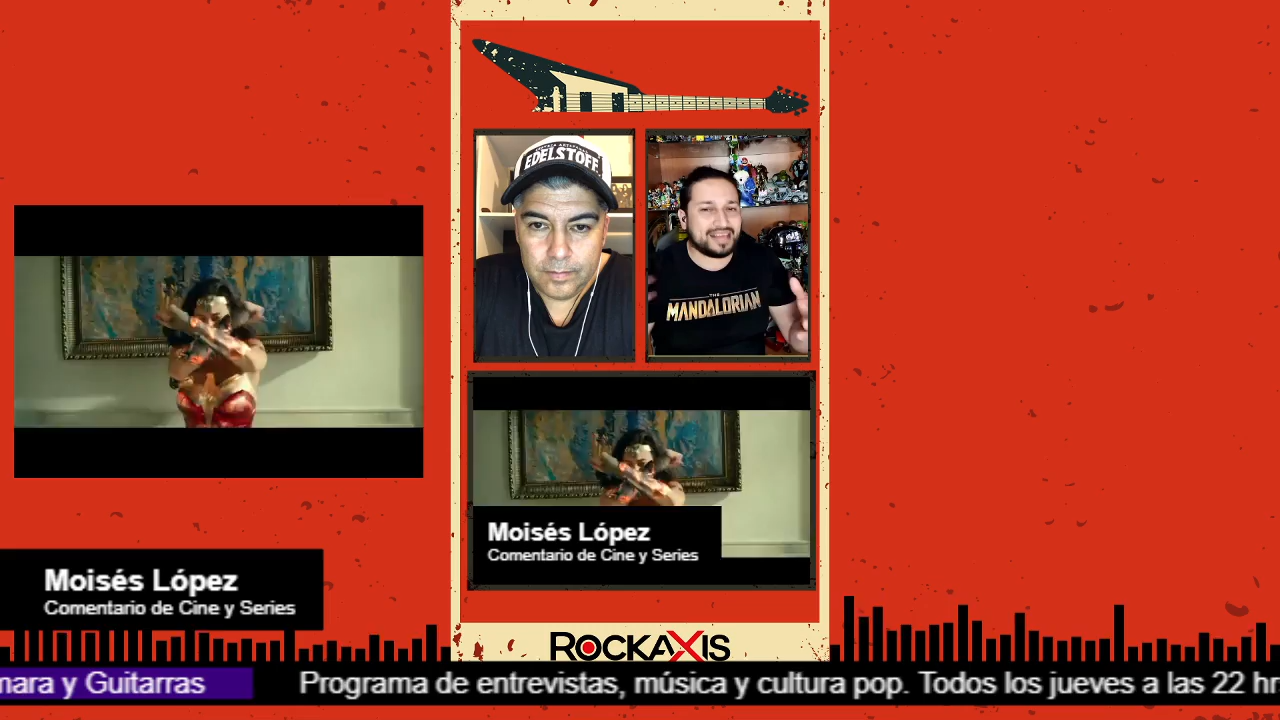 EDELSTOFF
THE
MANDALORIAN
Moisés López
Comentario de Cine y Series
Moisés López
Comentario de Cine y Series
ROCKAXIS
mara y Guitarras
Programa de entrevistas, música y cultura pop. Todos los jueves a las 22 hr